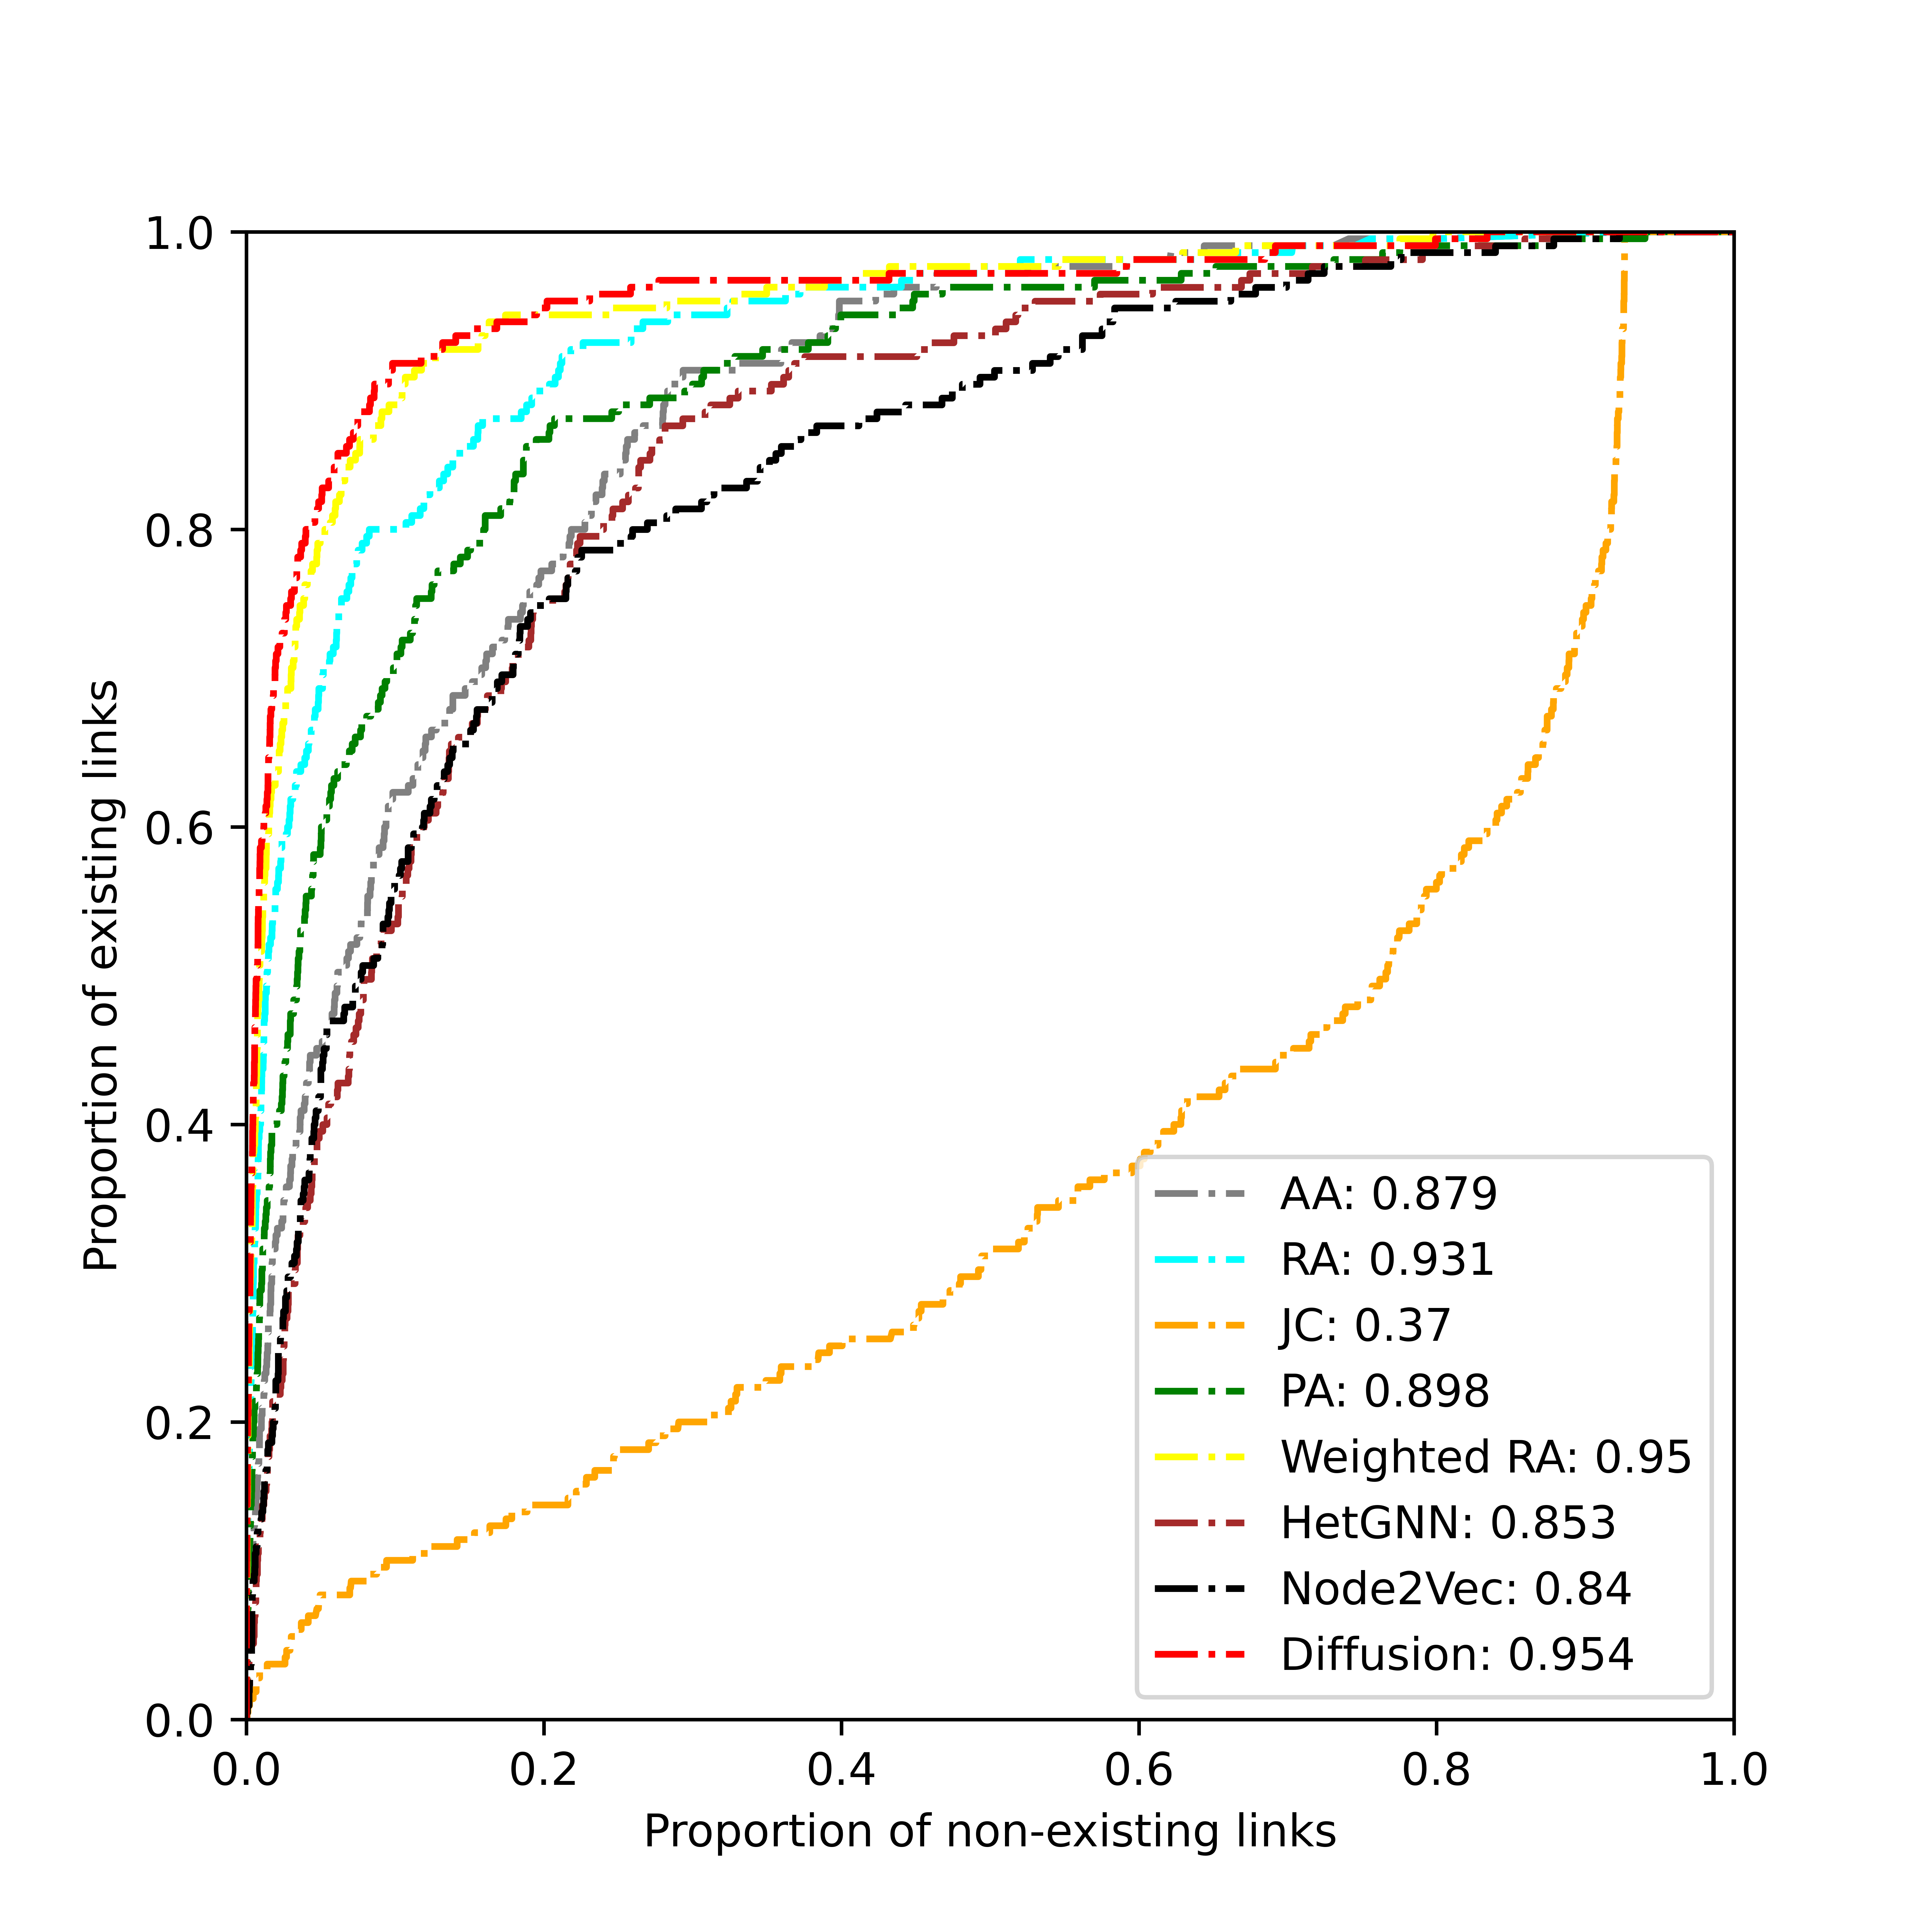 1.0
0.8
0.6
0.4
0.2
0.0
Proportion of existing links
0.0 0.2 0.4 0.6 0.8 1.0
Proportion of non-existing links
AA: 0.879
RA: 0.931
JC: 0.37
PA: 0.898
Weighted RA: 0.95
HetGNN: 0.853
Node2Vec: 0.84
Diffusion: 0.954